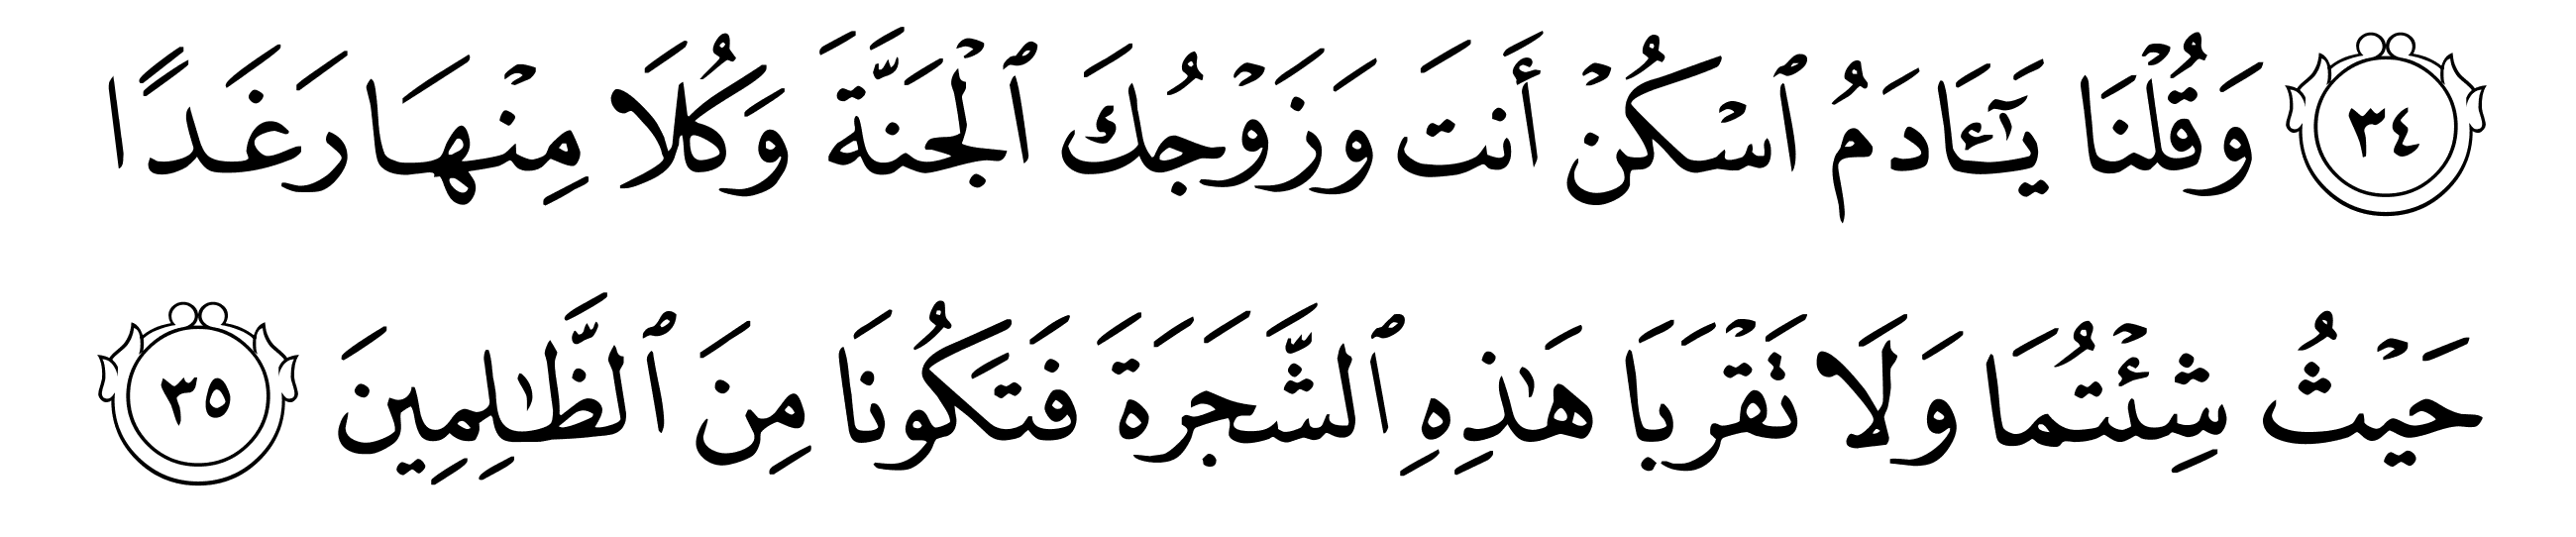 ٣٤ وَقُلْنَا يَـٰٓـَٔادَمُ ٱسْكُنْ أَنتَ وَزَوْجُكَ ٱلْجَنَّةَ وَكُلَا مِنْهَا رَغَدًا
حَيْثُ شِئْتُمَا وَلَا تَقْرَبَا هَـٰذِهِ ٱلشَّجَرَةَ فَتَكُونَا مِنَ ٱلظَّـٰلِمِينَ ٣٥